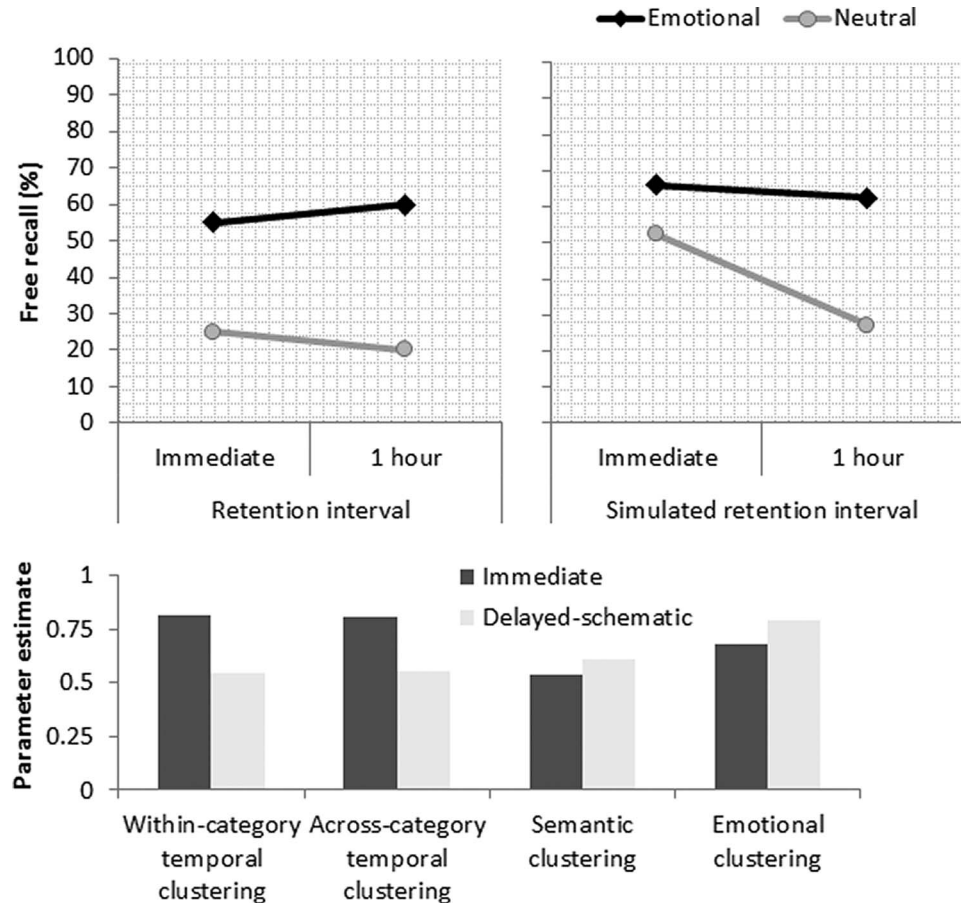 Emotional Neutral
Free recall (%)
100
90
80
70
60
50
40
30
20
10
0
Immediate 1 hour Immediate 1 hour
Retention interval Simulated retention interval
Parameter estimate
1
0.75
0.5
0.25
0
Immediate
Delayed-schematic
Within-category Across-category Semantic Emotional
temporal temporal clustering clustering
clustering clustering